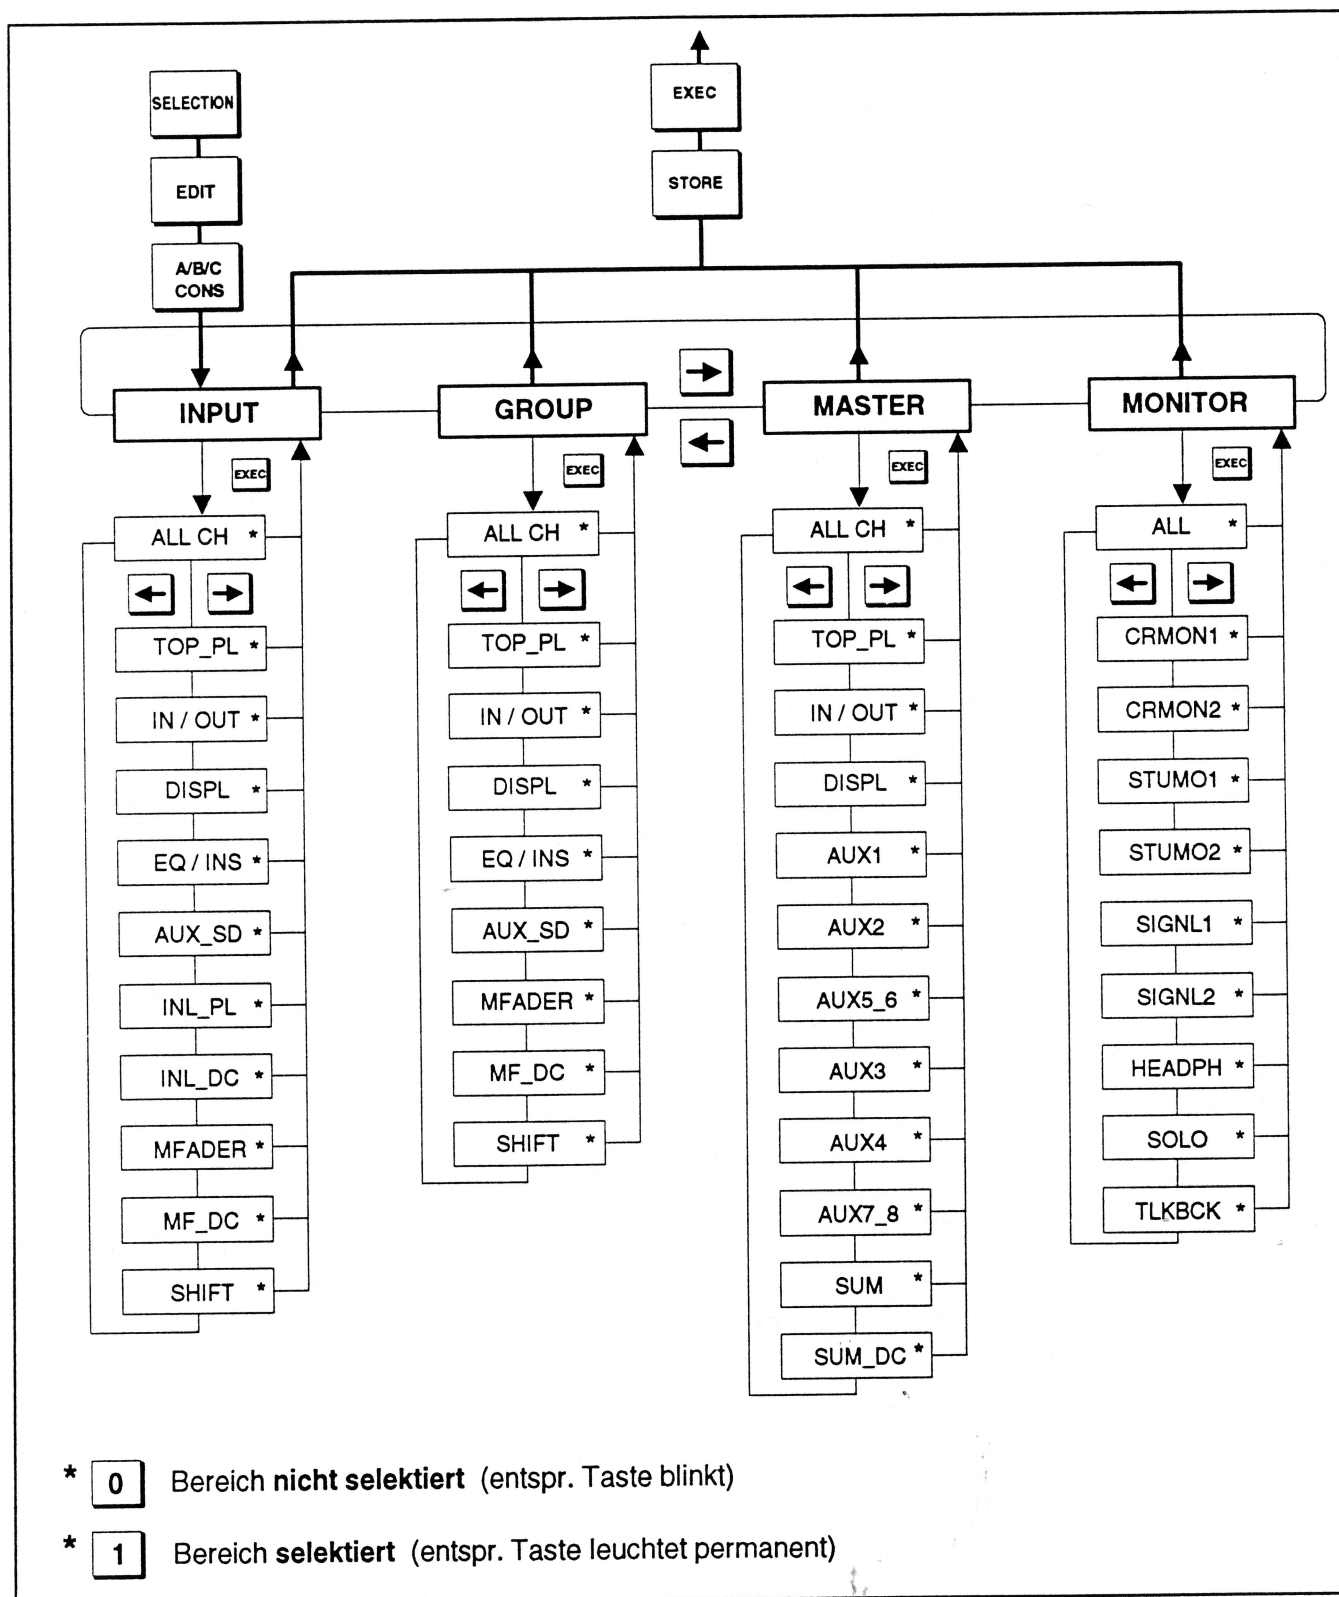 SELECTION
EDIT
A/B/C
CONS
EXEC
STORE
INPUT
EXEC
ALL CH *
TOP_PL *
IN / OUT *
DISPL *
EQ / INS *
AUX_SD *
INL_PL *
INL_DC *
MFADER *
MF_DC *
SHIFT *
GROUP
EXEC
ALL CH *
TOP_PL *
IN / OUT *
DISPL *
EQ / INS *
AUX_SD *
MFADER *
MF_DC *
SHIFT *
MASTER
EXEC
ALL CH *
TOP_PL *
IN / OUT *
DISPL *
AUX1 *
AUX2 *
AUX5_6 *
AUX3 *
AUX4 *
AUX7_8 *
SUM *
SUM_DC *
MONITOR
EXEC
ALL *
CRMON1 *
CRMON2 *
STUMO1 *
STUMO2 *
SIGNL1 *
SIGNL2 *
HEADPH *
SOLO *
TLKBCK *
* 0 Bereich nicht selektiert (entspr. Taste blinkt)
* 1 Bereich selektiert (entspr. Taste leuchtet permanent)